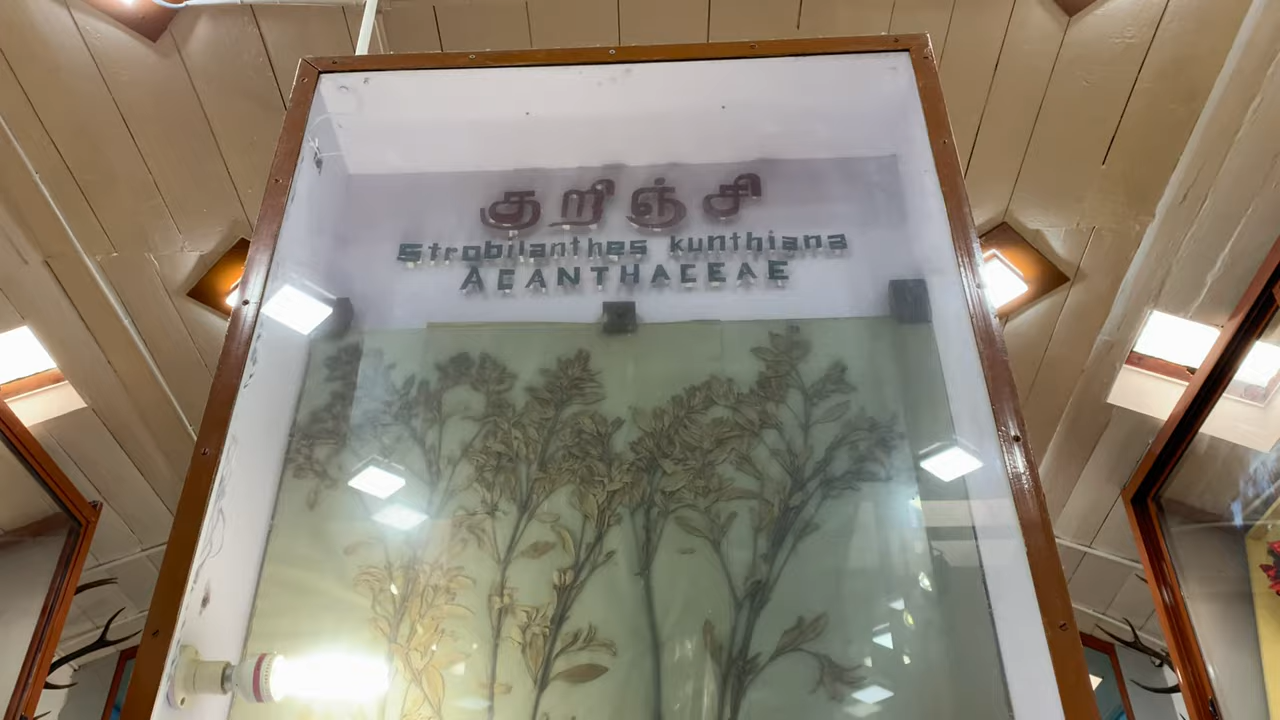 குறிஞ்சி
Strobilanthes kunthiana
ACANTHACEAE